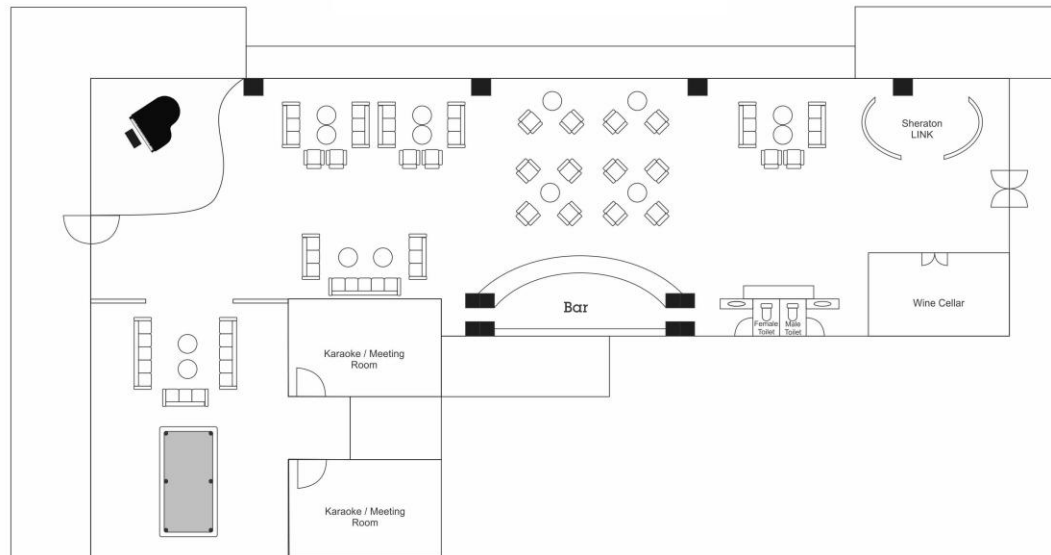 Sheraton
LINK
Wine Cellar
Bar
Female
Toilet
Male
Toilet
Karaoke / Meeting
Room
Karaoke / Meeting
Room